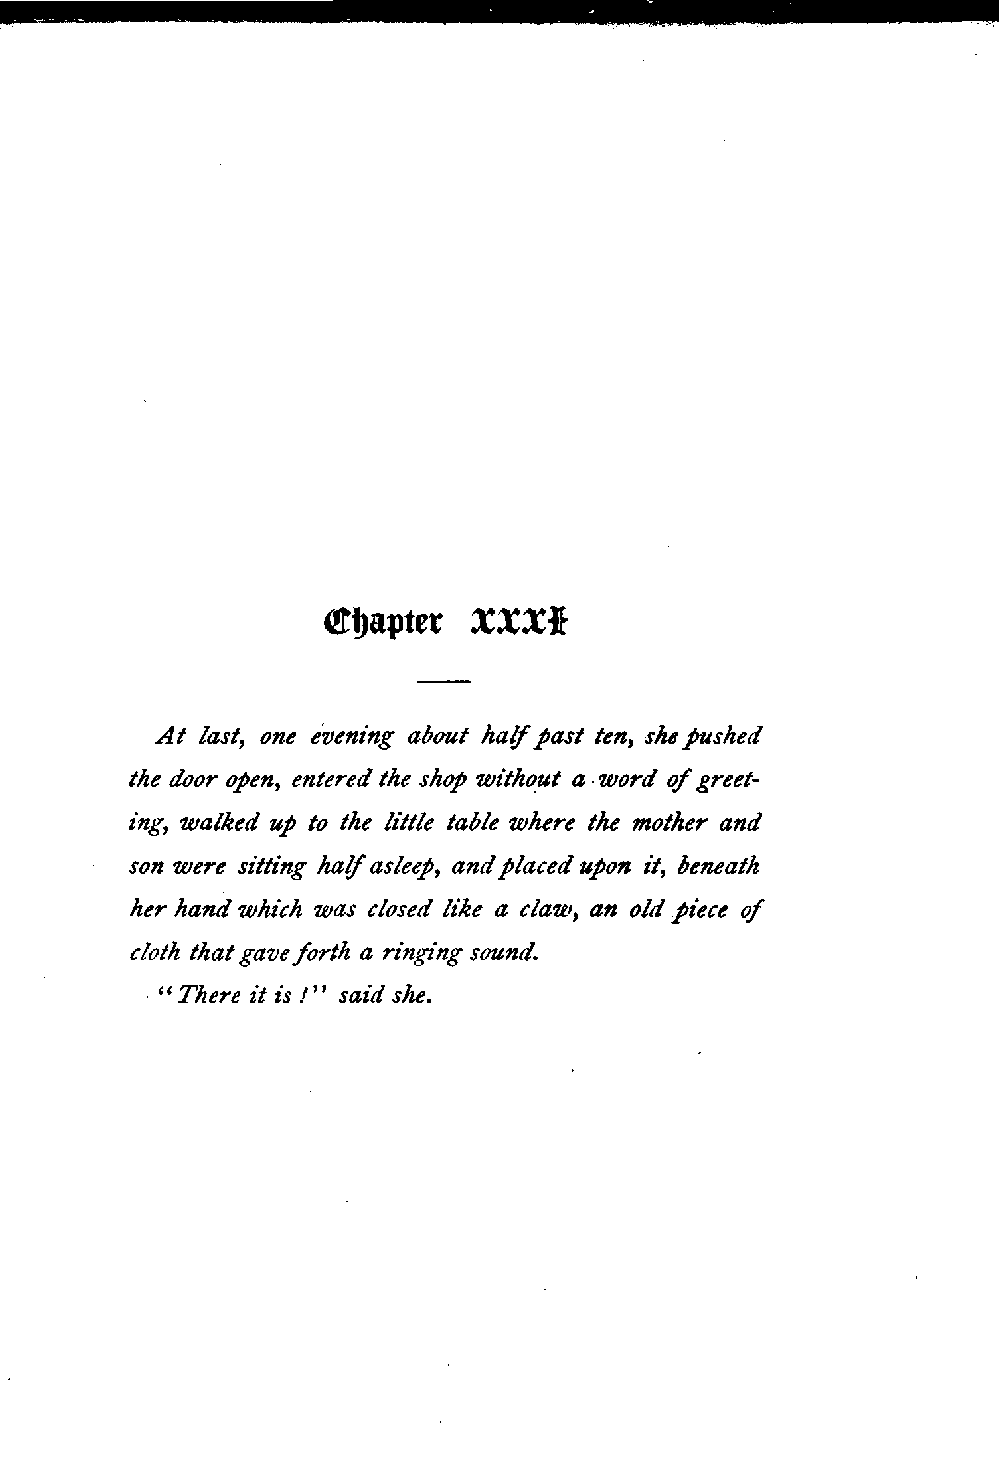 Chapter XXXI
At last, one evening about half past ten, she pushed
the door open, entered the shop without a word of greet-
ing, walked up to the little table where the mother and
son were sitting half asleep, and placed upon it, beneath
her hand which was closed like a claw, an old piece of
cloth that gave forth a ringing sound.
"There it is!" said she.